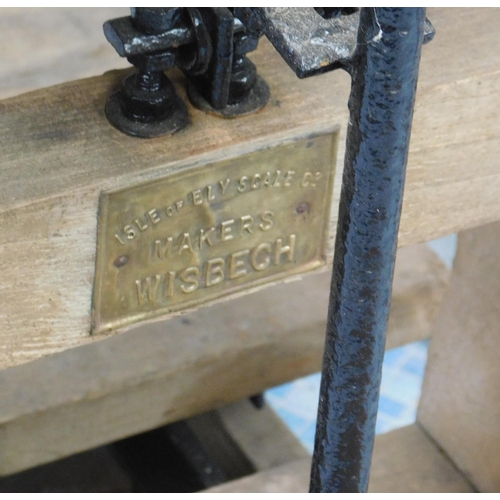 ISLE OF ELY SCALE CO
MAKERS
WISBECH